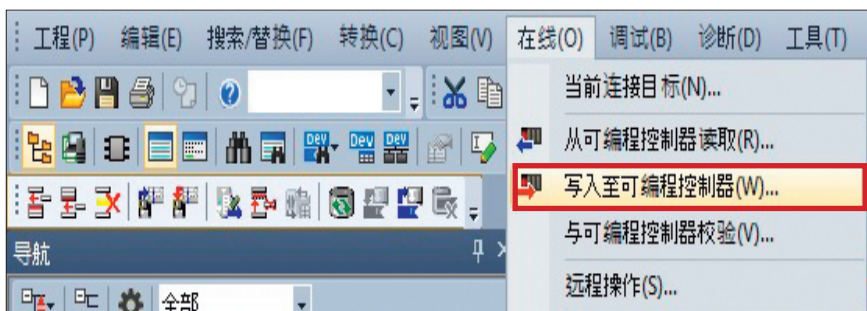 工程(P) 编辑(E) 搜索/替换(F) 转换(C) 视图(V) 在线(O) 调试(B) 诊断(D) 工具(T)
当前连接目标(N)...
从可编程控制器读取(R)...
写入至可编程控制器(W)...
与可编程控制器校验(V)...
远程操作(S)...
Dev Dev Dev
导航
全部